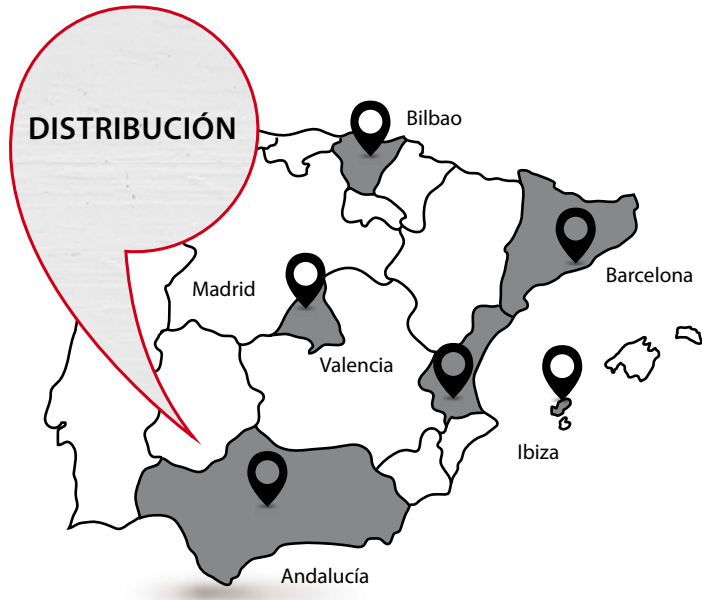 DISTRIBUCIÓN
Bilbao
Madrid
Barcelona
Valencia
Ibiza
Andalucía